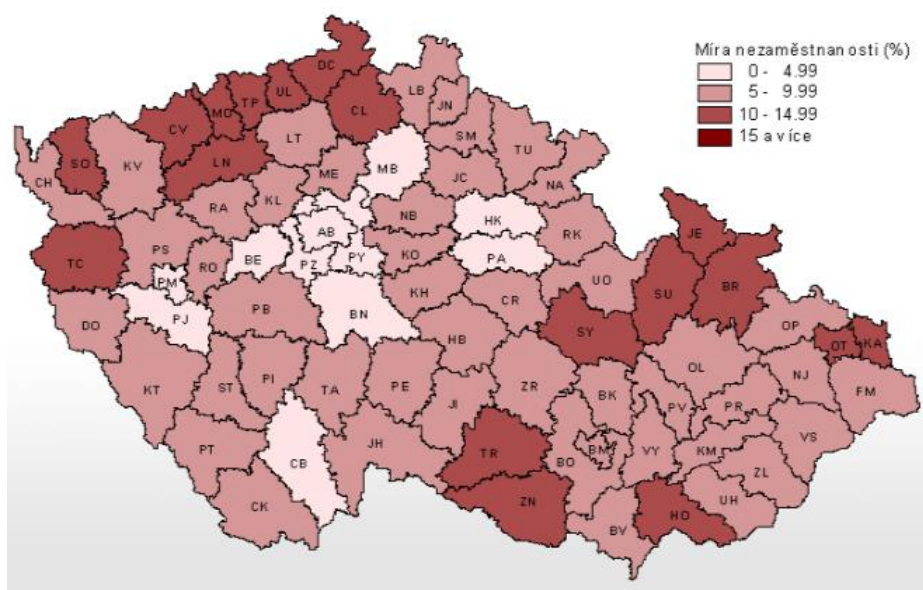 Míra nezaměstnanosti (%)
0 - 4.99
5 - 9.99
10 - 14.99
15 a více
DC
LB
JN
UL
TP
MO
CL
CV
LT
SM
TU
SO
KV
LN
MB
CH
ME
JC
NA
RA
KL
NB
HK
AB
RK
JE
TC
PS
RO
BE
PZ
PY
KO
PA
PM
UO
SU
BR
KH
CR
PJ
PB
BN
DO
OP
SY
HB
OT
KA
OL
KT
ST
PI
TA
PE
ZR
NJ
FM
JI
BK
PV
PR
VS
PT
CB
JH
TR
BO
BM
VY
KM
ZL
CK
ZN
HO
UH
BV